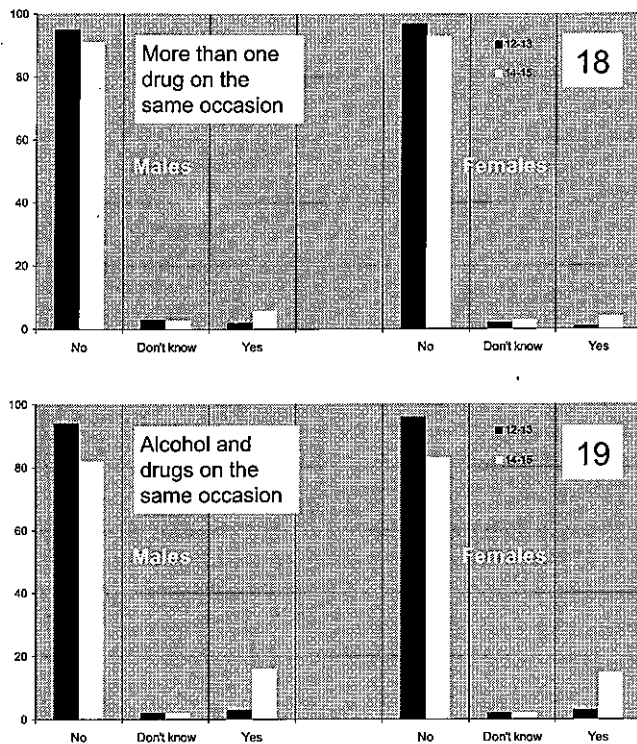 100
80
60
40
20
0
More than one
drug on the
same occasion
Males
Females
12-13
14-15
18
No Don't know Yes No Don't know Yes
100
80
60
40
20
0
Alcohol and
drugs on the
same occasion
Males
Females
12-13
14-15
19
No Don't know Yes No Don't know Yes